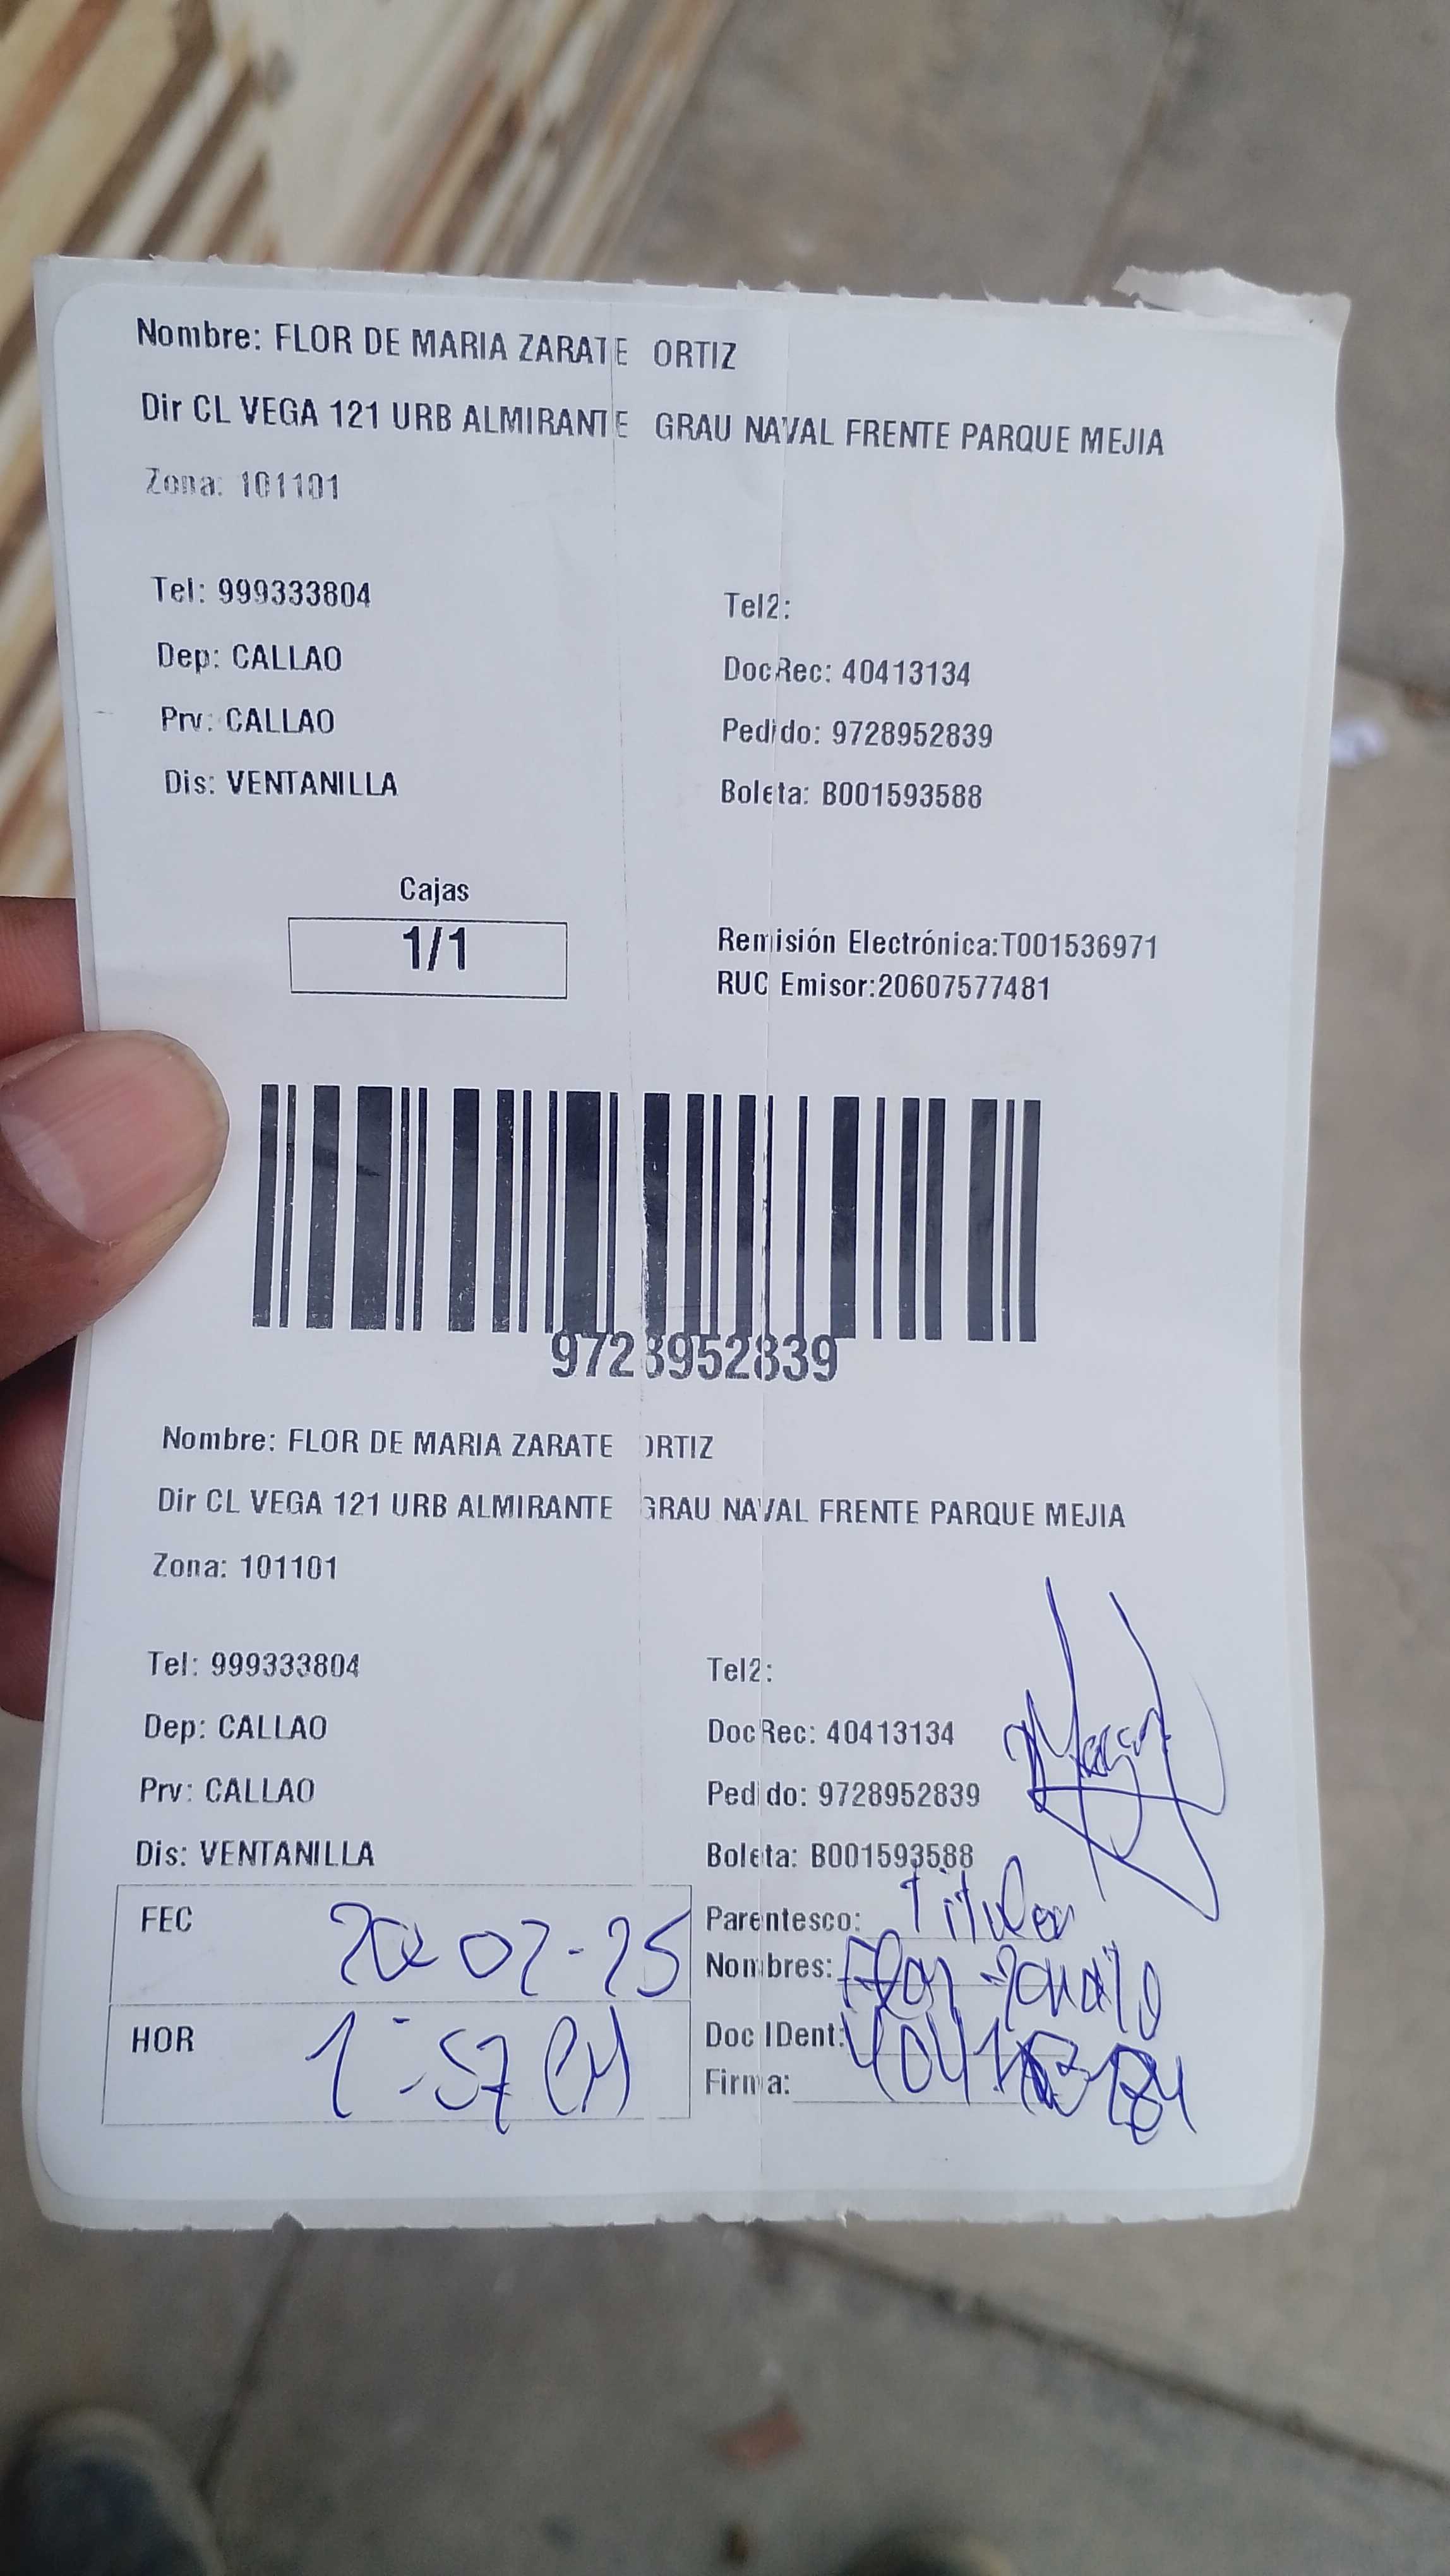 Nombre: FLOR DE MARIA ZARATE ORTIZ
Dir CL VEGA 121 URB ALMIRANTE GRAU NAVAL FRENTE PARQUE MEJIA
Zona: 101101
Tel: 999333804
Tel2:
Dep: CALLAO
DocRec: 40413134
Prv: CALLAO
Pedido: 9728952839
Dis: VENTANILLA
Boleta: B001593588
Cajas
1/1
Remisión Electrónica:T001536971
RUC Emisor:20607577481
9728952839
Nombre: FLOR DE MARIA ZARATE ORTIZ
Dir CL VEGA 121 URB ALMIRANTE GRAU NAVAL FRENTE PARQUE MEJIA
Zona: 101101
Tel: 999333804
Tel2:
Dep: CALLAO
DocRec: 40413134
Prv: CALLAO
Pedido: 9728952839
Dis: VENTANILLA
Boleta: B001593588
FEC
Parentesco: Titular
Nombres: Flor
HOR 1:57 PM
Doc IDent:
Firma: